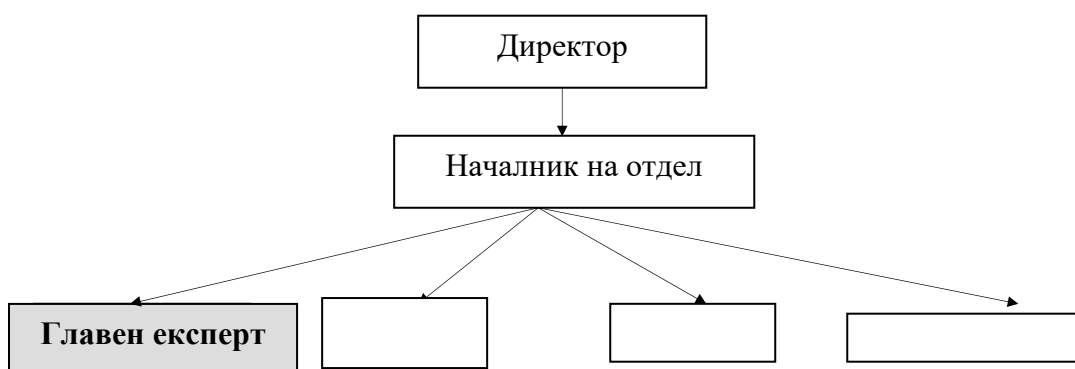 Директор
Началник на отдел
Главен експерт